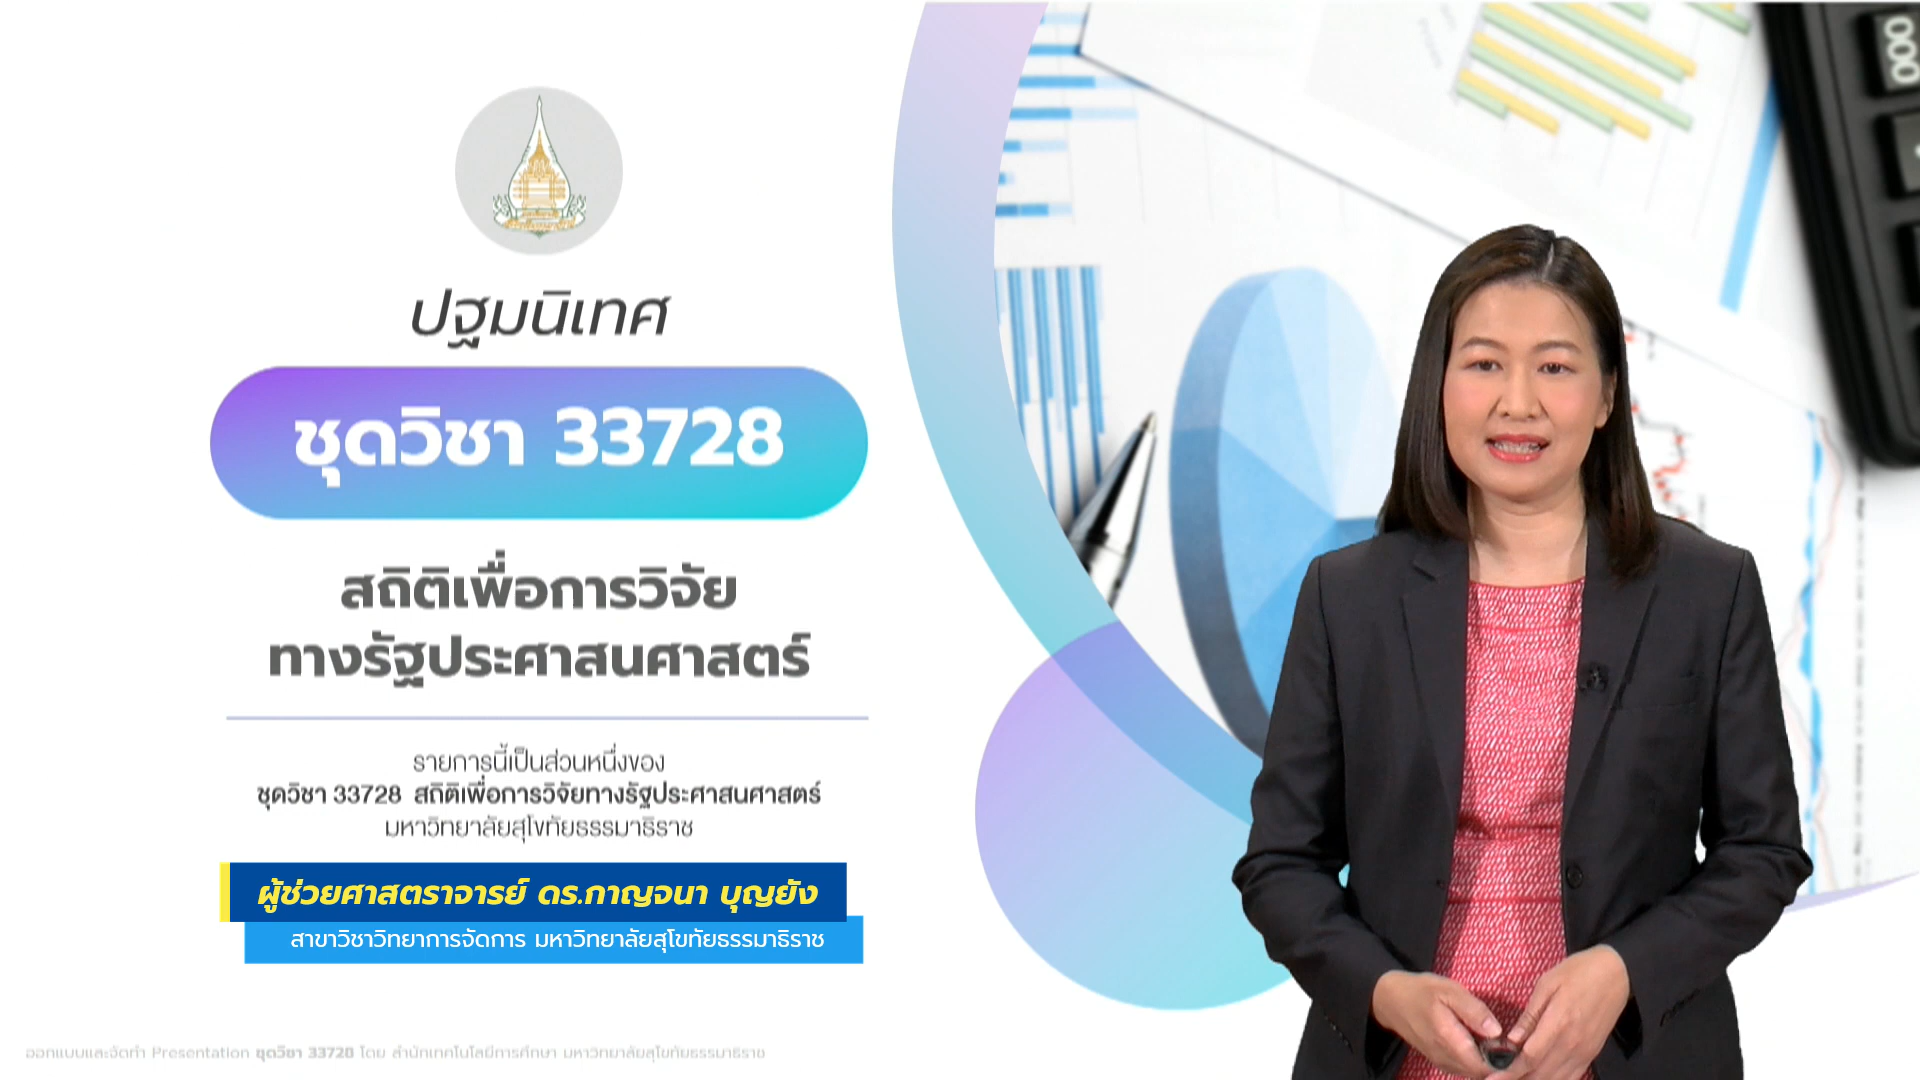 ปฐมนิเทศ
ชุดวิชา 33728
สถิติเพื่อการวิจัย
ทางรัฐประศาสนศาสตร์
รายการนี้เป็นส่วนหนึ่งของ
ชุดวิชา 33728 สถิติเพื่อการวิจัยทางรัฐประศาสนศาสตร์
มหาวิทยาลัยสุโขทัยธรรมาธิราช
ผู้ช่วยศาสตราจารย์ ดร.กาญจนา บุญยัง
สาขาวิชาวิทยาการจัดการ มหาวิทยาลัยสุโขทัยธรรมาธิราช
ออกแบบและจัดทำ Presentation ชุดวิชา 33728 โดย สำนักเทคโนโลยีการศึกษา มหาวิทยาลัยสุโขทัยธรรมาธิราช
000